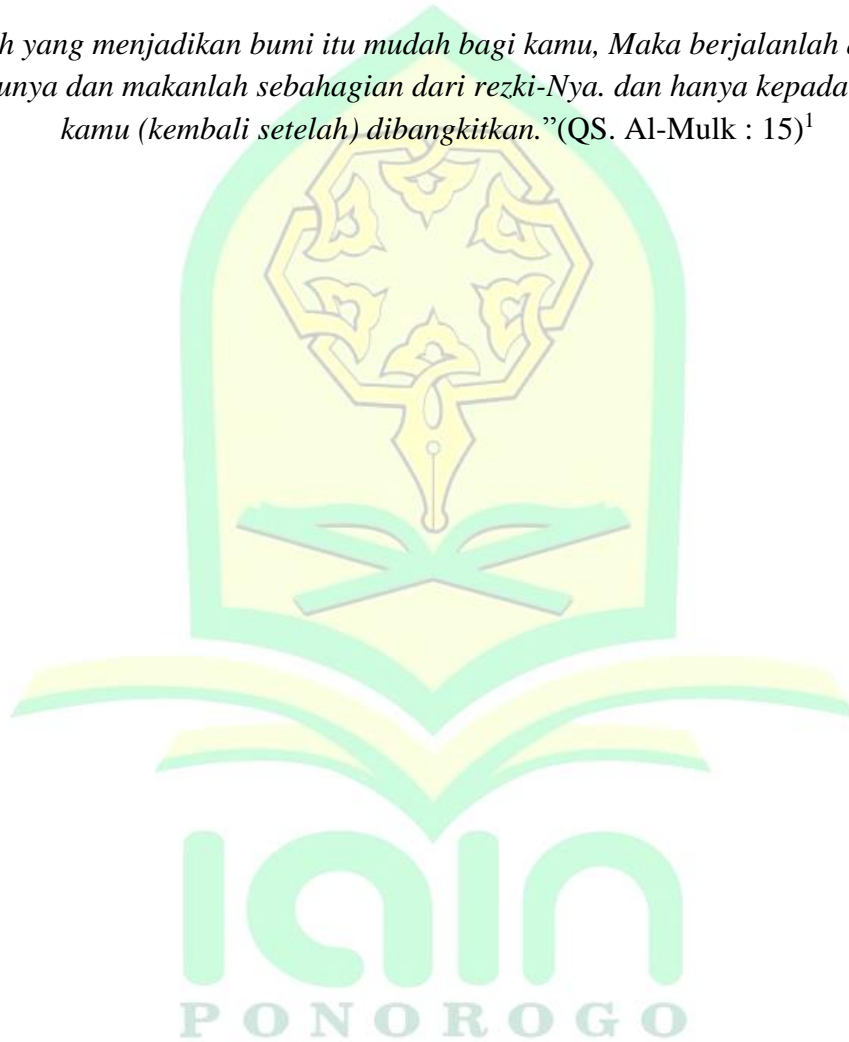 h yang menjadikan bumi itu mudah bagi kamu, Maka berjalanlah
unya dan makanlah sebahagian dari rezki-Nya. dan hanya kepada
kamu (kembali setelah) dibangkitkan.”(QS. Al-Mulk : 15)1
iain
PONOROGO